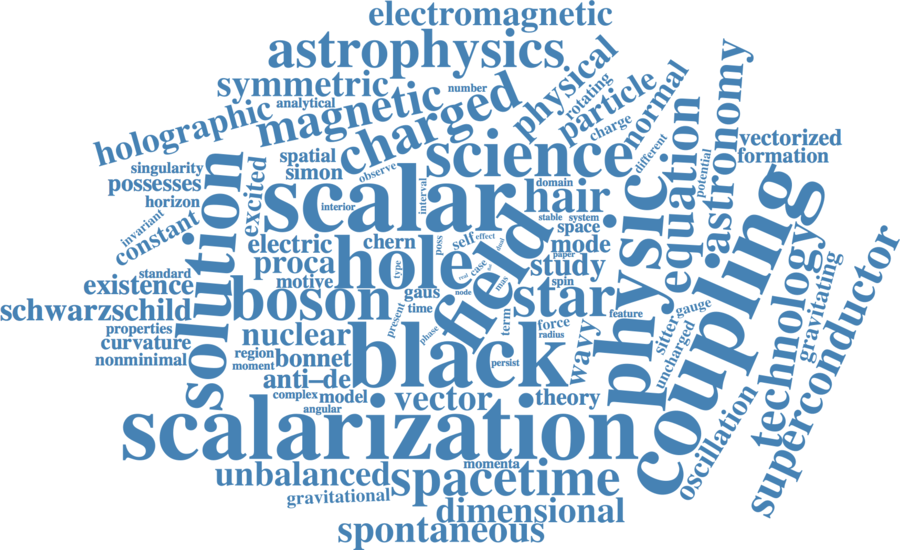 electromagnetic
astrophysics
symmetric
analytical
number
magnetic
holographic
charged
physical
rotating
particle
charge
normal
different
potential
equation
astronomy
vectorized
formation
singularity
possesses
horizon
invariant
constant
solution
excited
spatial
simon
observe
science
scalar
interior
interval
hair
domain
stable
system
space
physic
coupling
electric
chern
proca
motive
hole
type
poss
self
effect
dual
case
field
mode
paper
study
spin
star
feature
standard
existence
schwarzschild
properties
curvature
nonminimal
boson
gaus
time
present
phase
node
max
term
force
radius
wavy
gauge
sitter
uncharged
technology
gravitating
superconductor
oscillation
nuclear
region
moment
bonnet
anti–de
complex
model
angular
black
persist
vector
theory
scalarization
unbalanced
momenta
spacetime
gravitational
dimensional
spontaneous